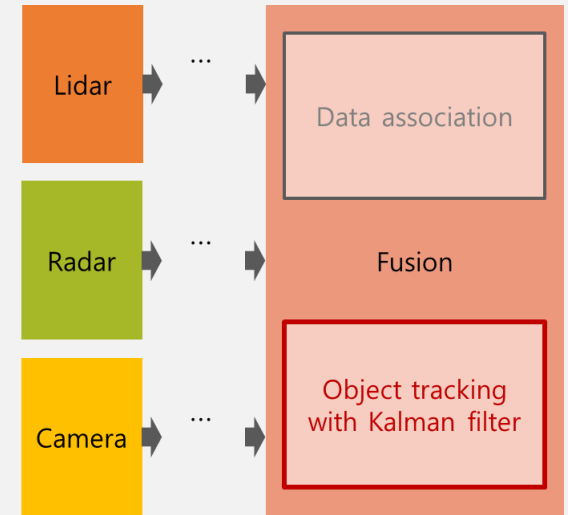 Lidar
...
Data association
Radar
...
Fusion
Camera
...
Object tracking
with Kalman filter